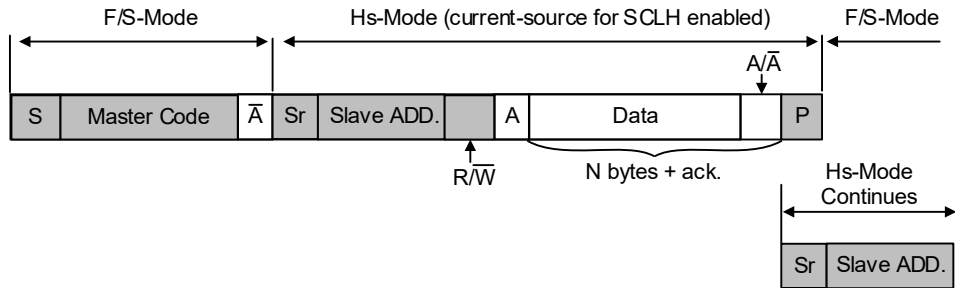 F/S-Mode Hs-Mode (current-source for SCLH enabled) F/S-Mode
A/A̅
S Master Code A̅ Sr Slave ADD. A Data P
R/W̅ N bytes + ack.
Hs-Mode
Continues
Sr Slave ADD.